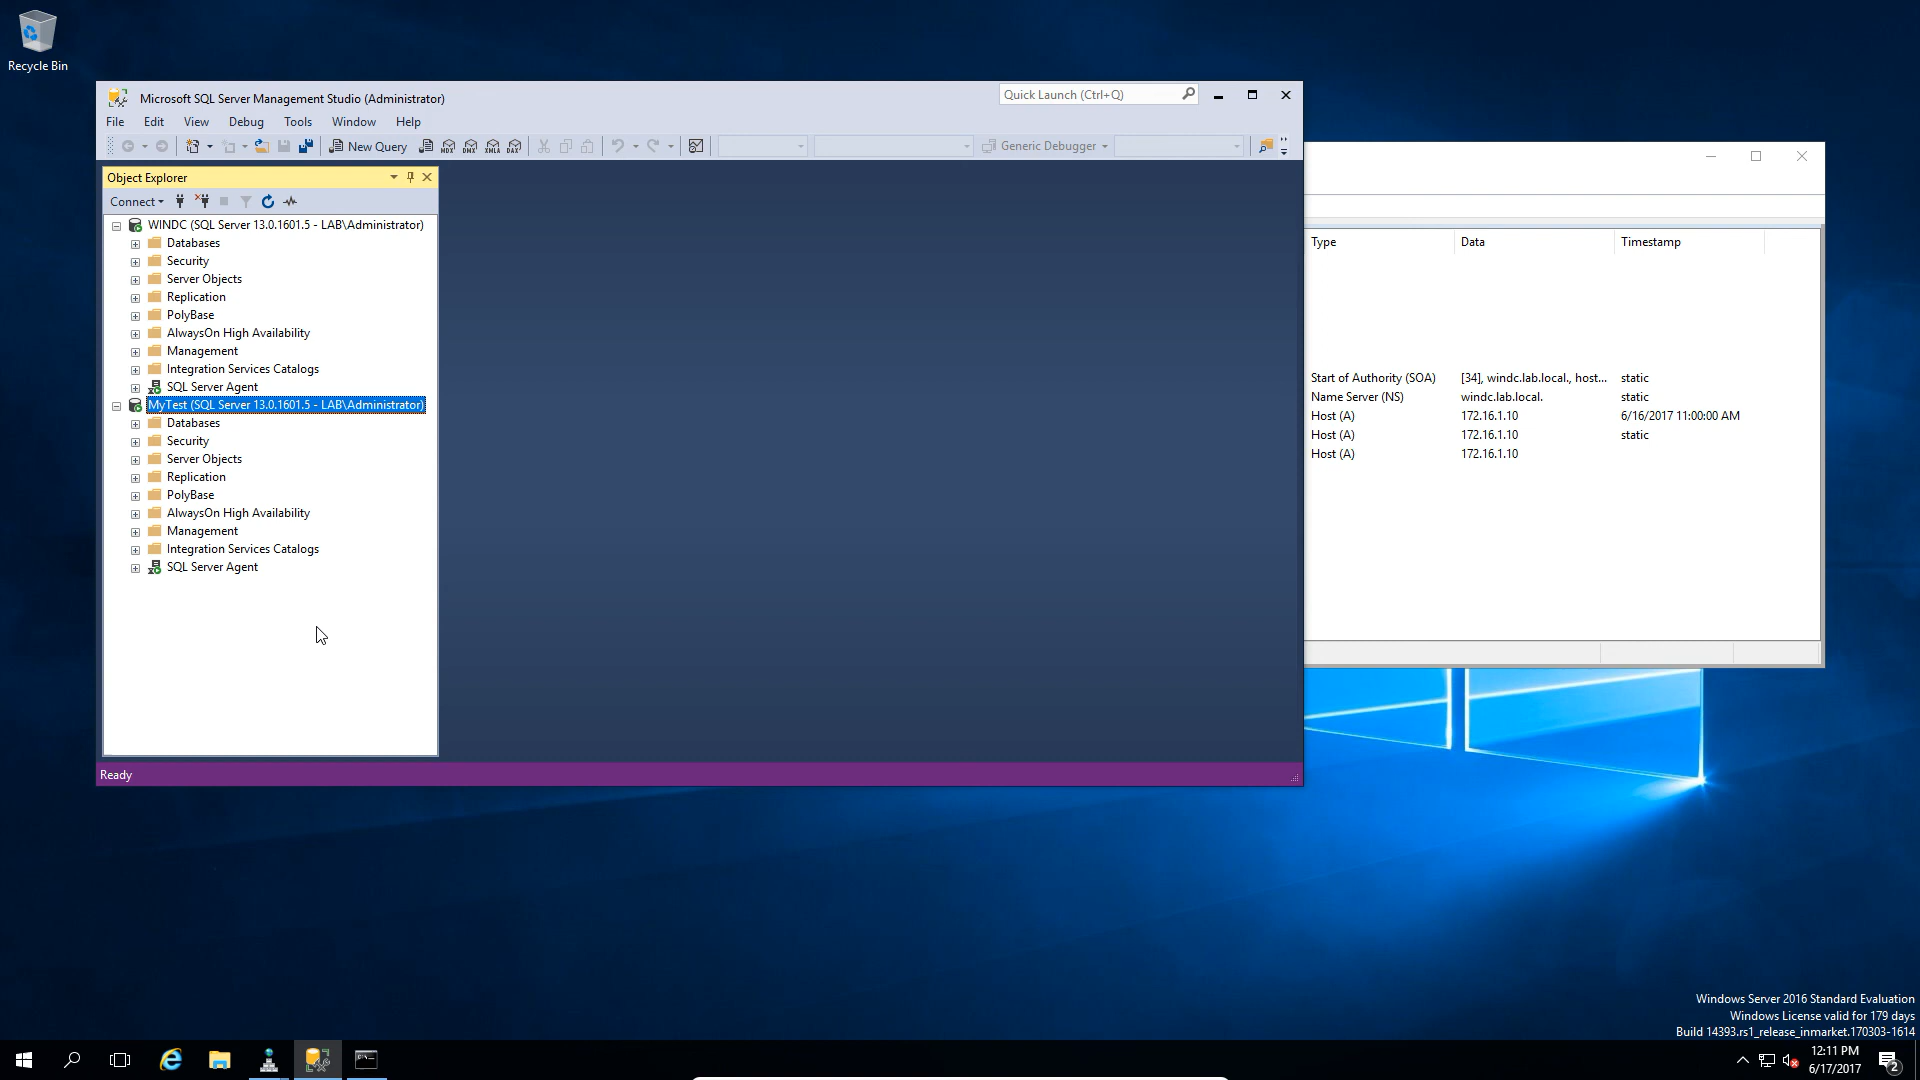 Recycle Bin
Microsoft SQL Server Management Studio (Administrator)
Quick Launch (Ctrl+Q)
File Edit View Debug Tools Window Help
New Query
MDX
DMX
XMLA
DAX
Generic Debugger
Object Explorer
Connect
WINDC (SQL Server 13.0.1601.5 - LAB\Administrator)
Databases
Security
Server Objects
Replication
PolyBase
AlwaysOn High Availability
Management
Integration Services Catalogs
SQL Server Agent
MyTest (SQL Server 13.0.1601.5 - LAB\Administrator)
Databases
Security
Server Objects
Replication
PolyBase
AlwaysOn High Availability
Management
Integration Services Catalogs
SQL Server Agent
Ready
Type Data Timestamp
Start of Authority (SOA) [34], windc.lab.local., host... static
Name Server (NS) windc.lab.local. static
Host (A) 172.16.1.10 6/16/2017 11:00:00 AM
Host (A) 172.16.1.10 static
Host (A) 172.16.1.10
Windows Server 2016 Standard Evaluation
Windows License valid for 179 days
Build 14393.rs1_release_inmarket.170303-1614
12:11 PM
6/17/2017
2